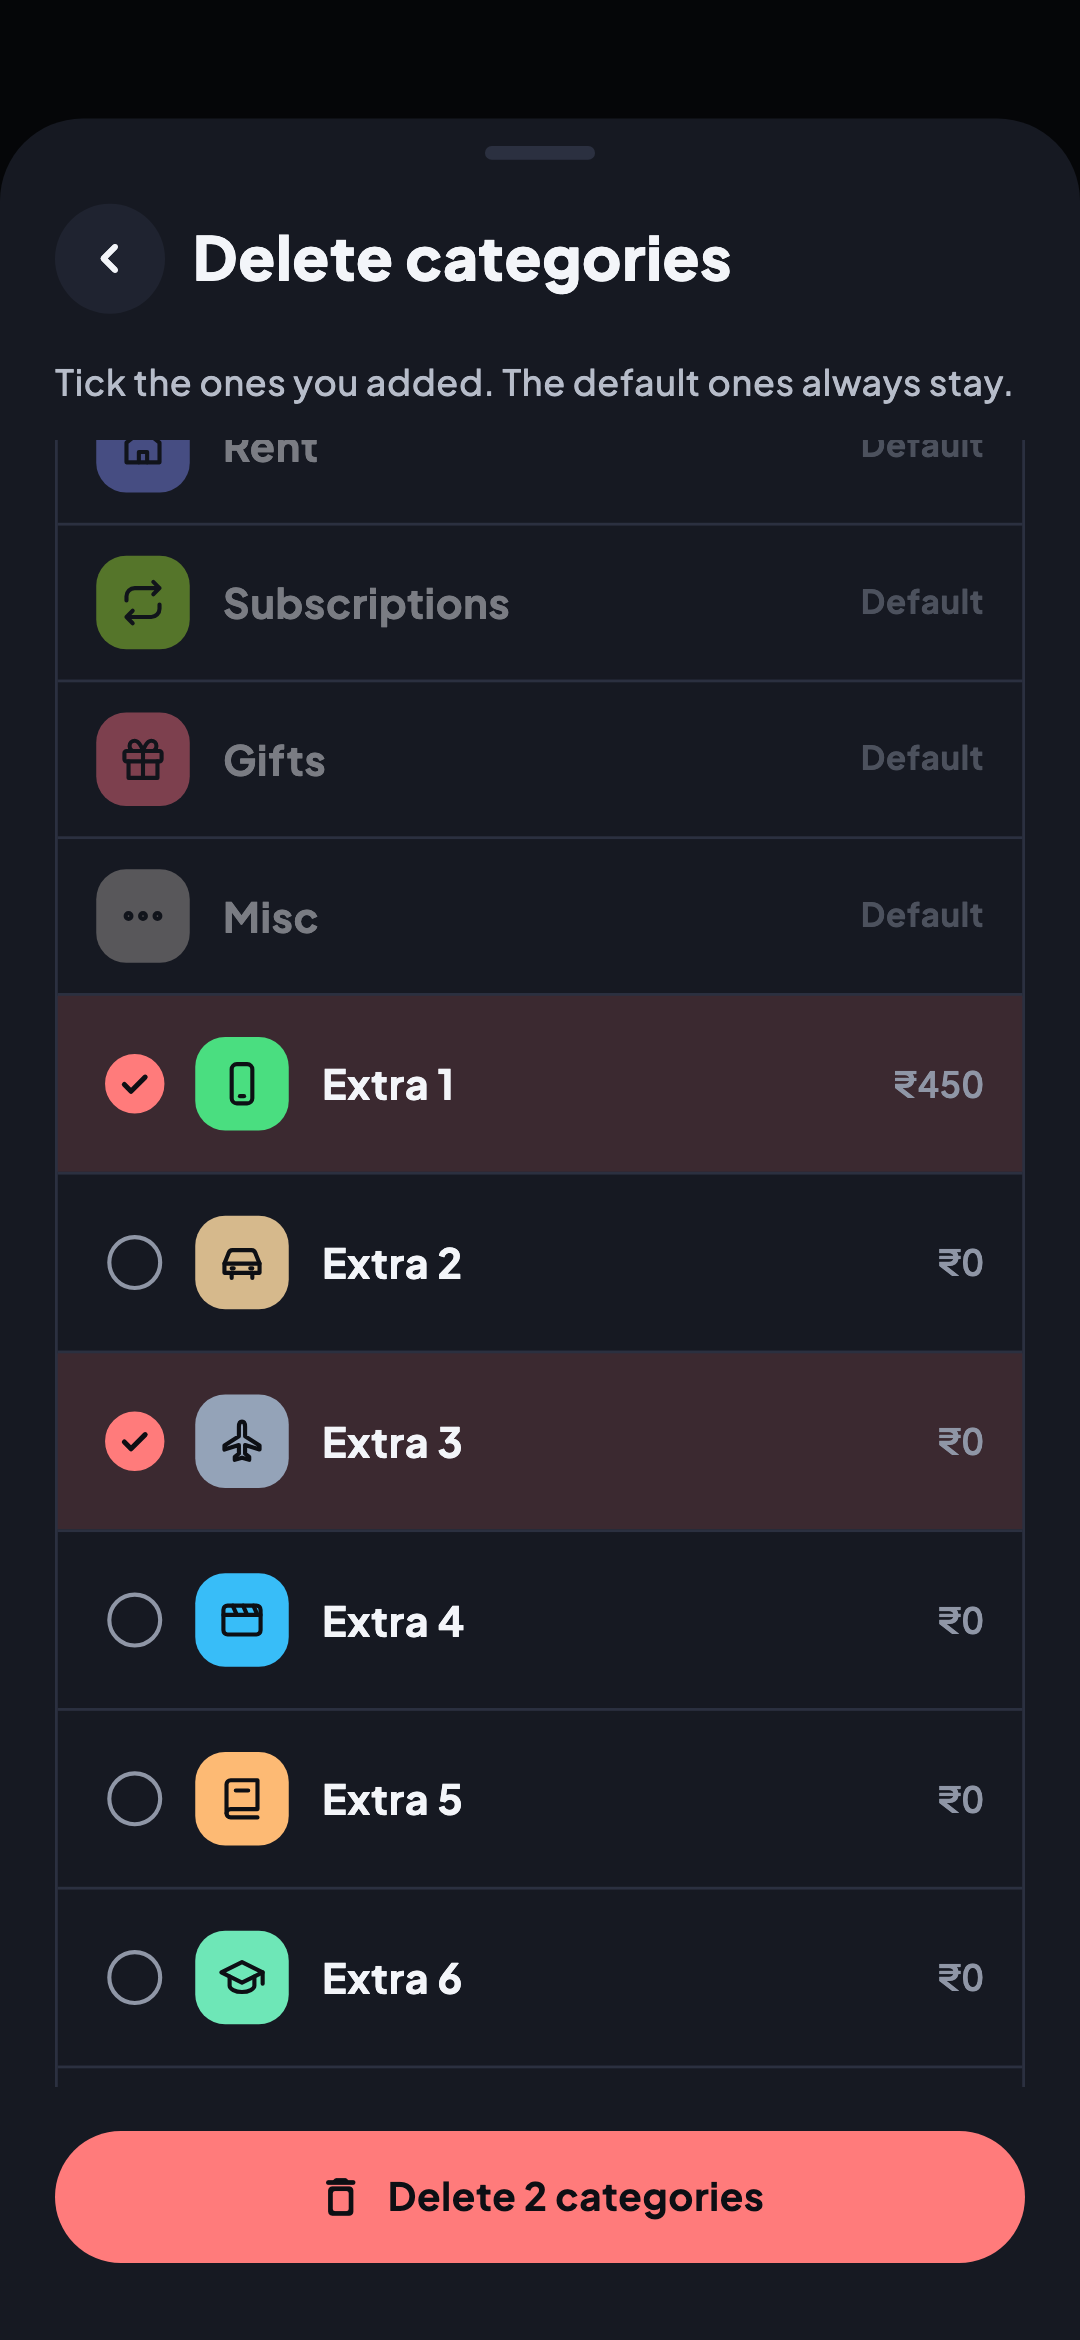 Delete categories
Tick the ones you added. The default ones always stay.
Rent Default
Subscriptions Default
Gifts Default
Misc Default
Extra 1 ₹450
Extra 2 ₹0
Extra 3 ₹0
Extra 4 ₹0
Extra 5 ₹0
Extra 6 ₹0
Delete 2 categories